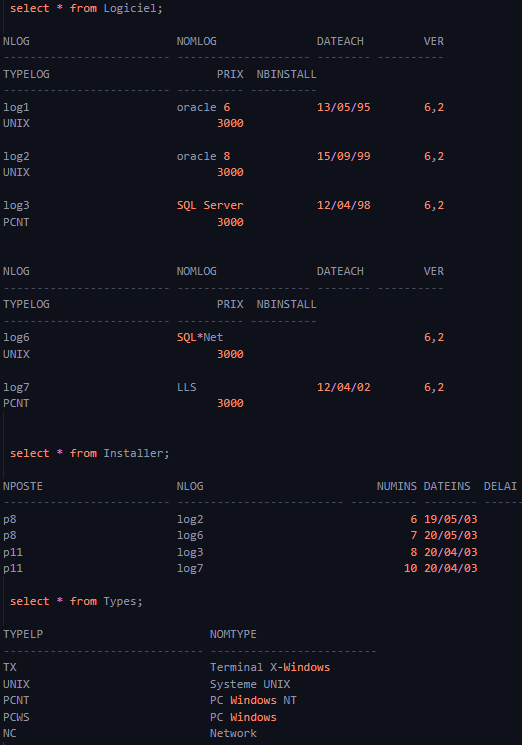 select * from Logiciel;
NLOG NOMLOG DATEACH VER
------------------------- -------------------- -------- ----------
TYPELOG PRIX NBINSTALL
------------------------- ---------- ----------
log1 oracle 6 13/05/95 6,2
UNIX 3000
log2 oracle 8 15/09/99 6,2
UNIX 3000
log3 SQL Server 12/04/98 6,2
PCNT 3000
NLOG NOMLOG DATEACH VER
------------------------- -------------------- -------- ----------
TYPELOG PRIX NBINSTALL
------------------------- ---------- ----------
log6 SQL*Net 6,2
UNIX 3000
log7 LLS 12/04/02 6,2
PCNT 3000
select * from Installer;
NPOSTE NLOG NUMINS DATEINS DELAI
------------------------- ------------------------- ---------- -------- ------
p8 log2 6 19/05/03
p8 log6 7 20/05/03
p11 log3 8 20/04/03
p11 log7 10 20/04/03
select * from Types;
TYPELP NOMTYPE
------------------------------ -------------------------
TX Terminal X-Windows
UNIX Systeme UNIX
PCNT PC Windows NT
PCWS PC Windows
NC Network